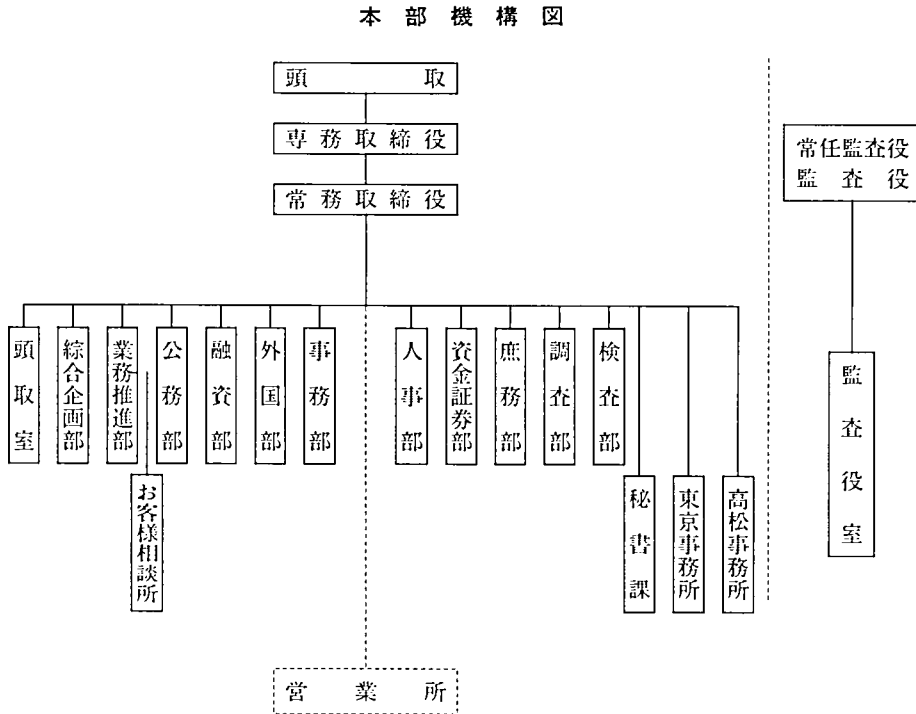 本部機構図
頭取
専務取締役
常務取締役
常任監査役
監査役
頭取室
綜合企画部
業務推進部
公務部
融資部
外国部
事務部
人事部
資金証券部
庶務部
調査部
検査部
監査役室
お客様相談所
秘書課
東京事務所
高松事務所
営業所